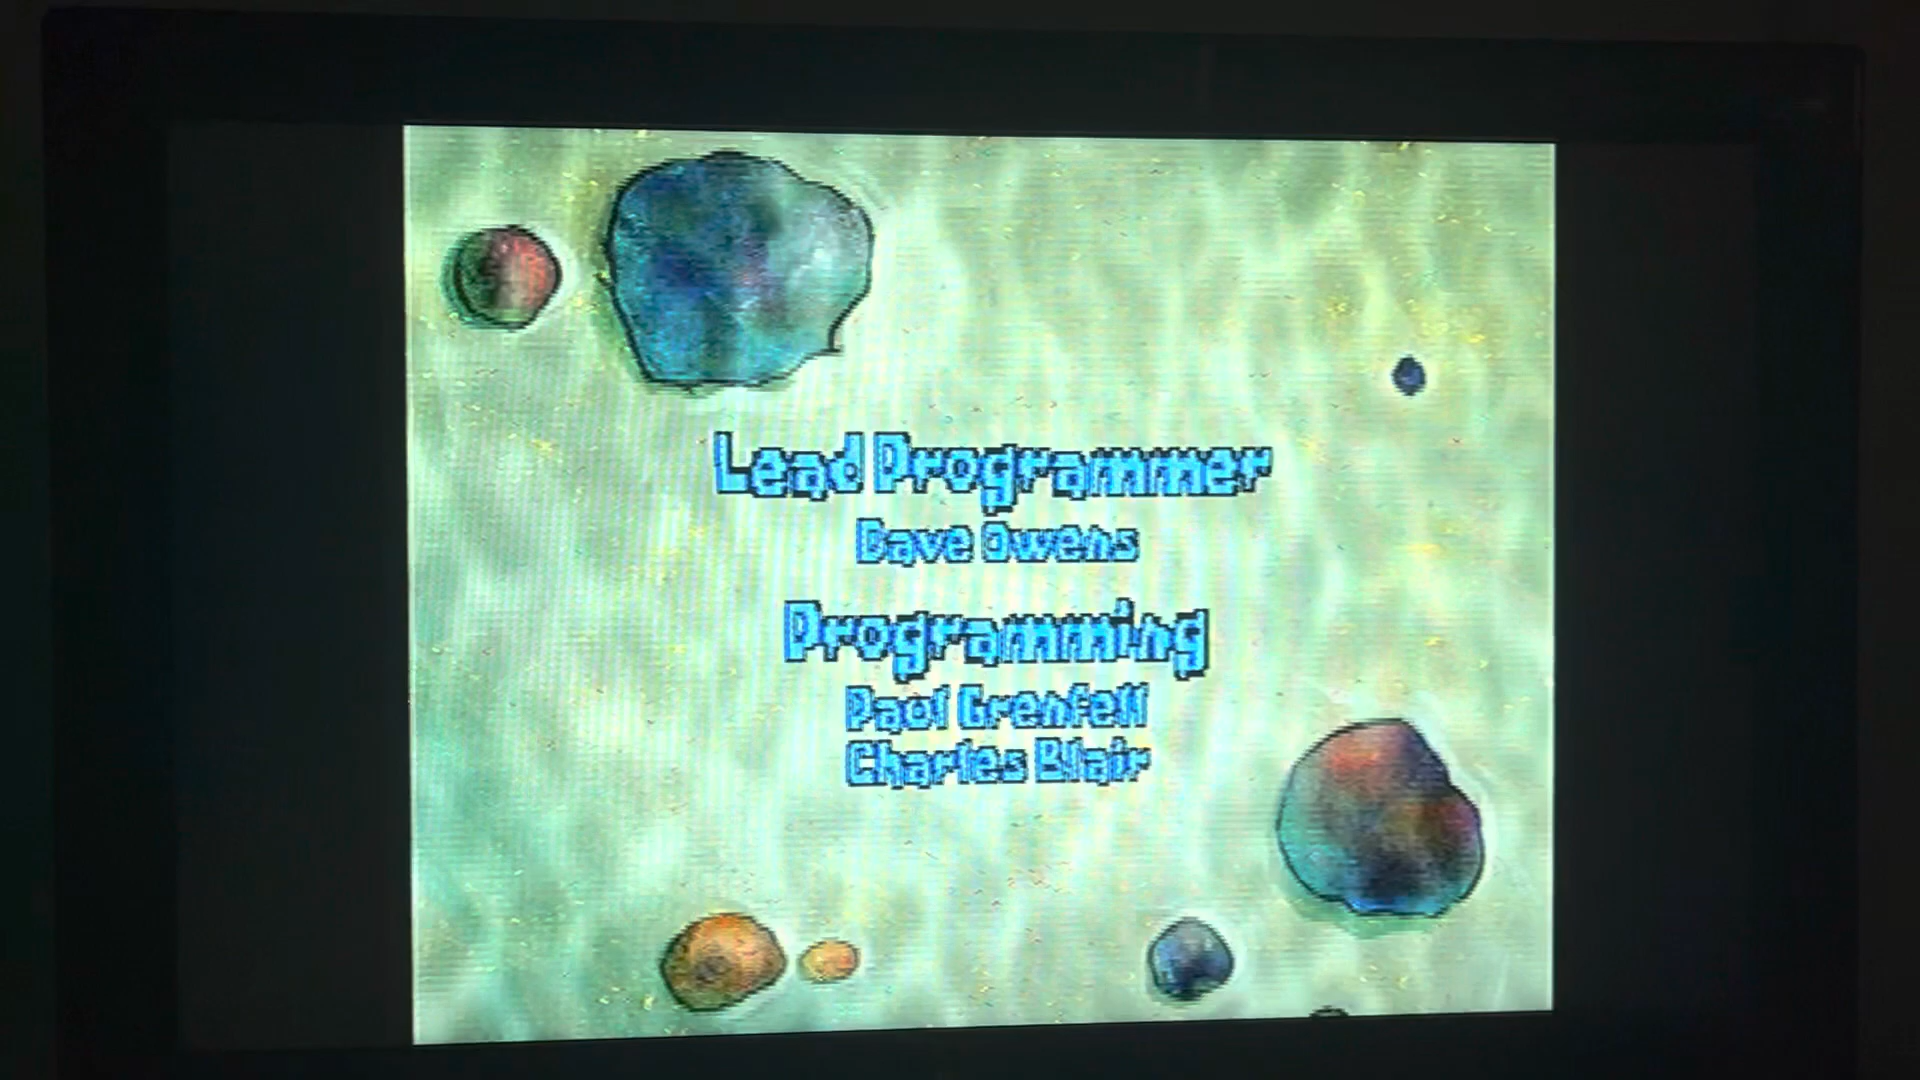 Lead Programmer
Dave Owens
Programming
Paul Grenfell
Charles Blair